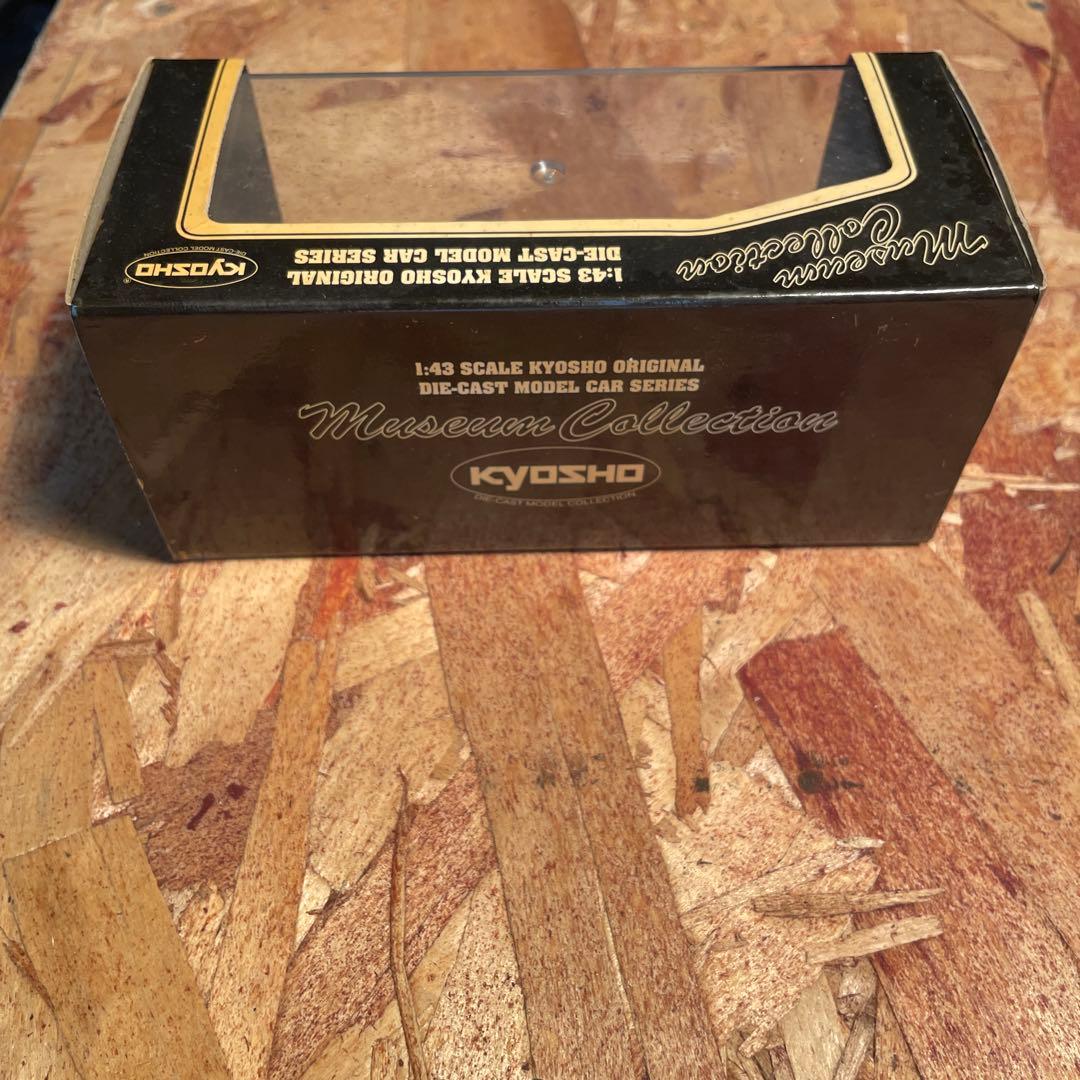 Museum
Collection
1:43 SCALE KYOSHO ORIGINAL
DIE-CAST MODEL CAR SERIES
KYOSHO
DIE-CAST MODEL COLLECTION
®
1:43 SCALE KYOSHO ORIGINAL
DIE-CAST MODEL CAR SERIES
Museum Collection
KYOSHO
DIE-CAST MODEL COLLECTION